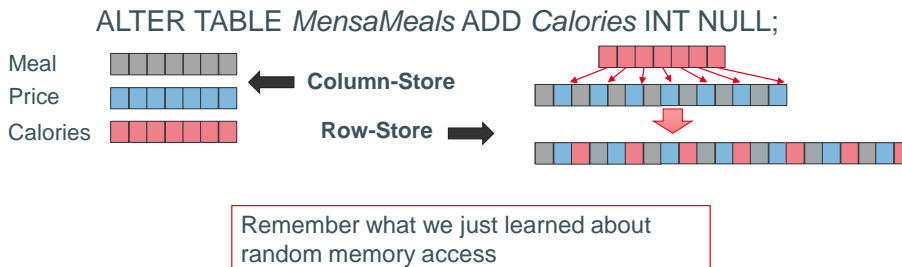 ALTER TABLE MensaMeals ADD Calories INT NULL;
Meal
Price
Calories
Column-Store
Row-Store
Remember what we just learned about
random memory access